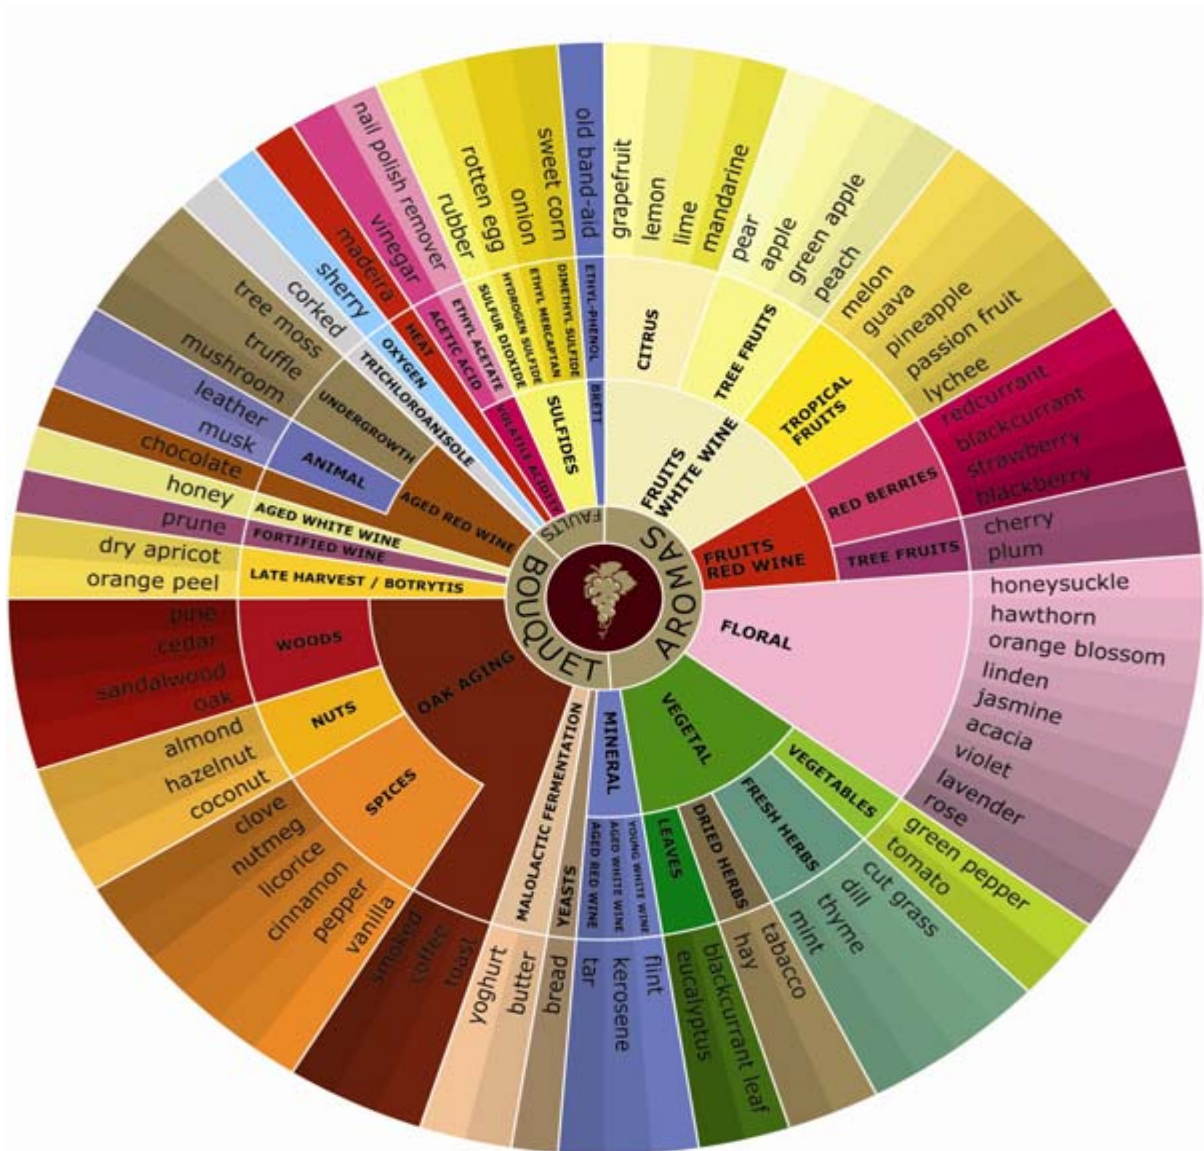 AROMAS
FRUITS
WHITE WINE
CITRUS
grapefruit
lemon
lime
mandarine
TREE FRUITS
pear
apple
green apple
peach
TROPICAL
FRUITS
melon
guava
pineapple
passion fruit
lychee
FRUITS
RED WINE
RED BERRIES
redcurrant
blackcurrant
strawberry
blackberry
TREE FRUITS
cherry
plum
FLORAL
honeysuckle
hawthorn
orange blossom
linden
jasmine
acacia
violet
lavender
rose
VEGETAL
VEGETABLES
green pepper
tomato
FRESH HERBS
cut grass
dill
thyme
mint
DRIED HERBS
tabacco
hay
LEAVES
blackcurrant leaf
eucalyptus
MINERAL
YOUNG WHITE WINE
flint
AGED WHITE WINE
kerosene
AGED RED WINE
tar
BOUQUET
YEASTS
bread
MALOLACTIC FERMENTATION
butter
yoghurt
OAK AGING
toast
coffee
smoked
SPICES
vanilla
pepper
cinnamon
licorice
nutmeg
clove
NUTS
coconut
hazelnut
almond
WOODS
oak
sandalwood
cedar
pine
LATE HARVEST / BOTRYTIS
orange peel
dry apricot
FORTIFIED WINE
prune
AGED WHITE WINE
honey
AGED RED WINE
chocolate
ANIMAL
musk
leather
UNDERGROWTH
mushroom
truffle
tree moss
FAULTS
TRICHLOROANISOLE
corked
OXYGEN
sherry
HEAT
madeira
VOLATILE ACIDITY
ACETIC ACID
vinegar
ETHYL ACETATE
nail polish remover
SULFIDES
SULFUR DIOXIDE
rubber
HYDROGEN SULFIDE
rotten egg
ETHYL MERCAPTAN
onion
DIMETHYL SULFIDE
sweet corn
BRETT
ETHYL-PHENOL
old band-aid